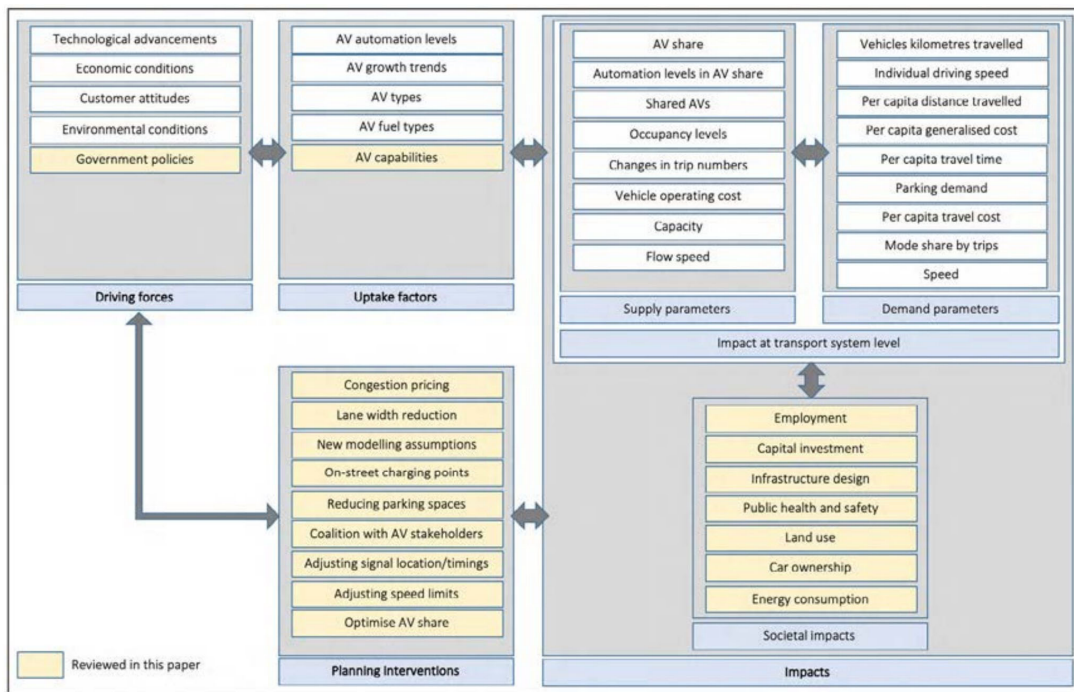 Technological advancements
Economic conditions
Customer attitudes
Environmental conditions
Government policies
Driving forces
AV automation levels
AV growth trends
AV types
AV fuel types
AV capabilities
Uptake factors
AV share
Automation levels in AV share
Shared AVs
Occupancy levels
Changes in trip numbers
Vehicle operating cost
Capacity
Flow speed
Supply parameters
Vehicles kilometres travelled
Individual driving speed
Per capita distance travelled
Per capita generalised cost
Per capita travel time
Parking demand
Per capita travel cost
Mode share by trips
Speed
Demand parameters
Impact at transport system level
Congestion pricing
Lane width reduction
New modelling assumptions
On-street charging points
Reducing parking spaces
Coalition with AV stakeholders
Adjusting signal location/timings
Adjusting speed limits
Optimise AV share
Planning interventions
Employment
Capital investment
Infrastructure design
Public health and safety
Land use
Car ownership
Energy consumption
Societal impacts
Impacts
Reviewed in this paper